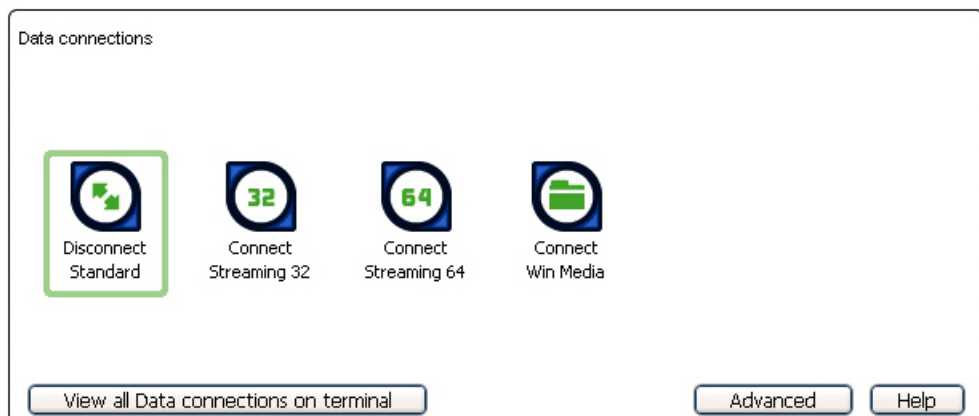 Data connections
32
64
Disconnect
Standard
Connect
Streaming 32
Connect
Streaming 64
Connect
Win Media
View all Data connections on terminal
Advanced
Help